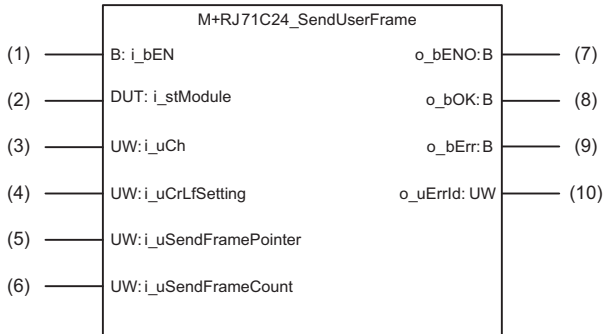 M+RJ71C24_SendUserFrame
(1) B: i_bEN o_bENO:B (7)
(2) DUT: i_stModule o_bOK:B (8)
(3) UW:i_uCh o_bErr:B (9)
(4) UW:i_uCrLfSetting o_uErrId: UW (10)
(5) UW:i_uSendFramePointer
(6) UW:i_uSendFrameCount